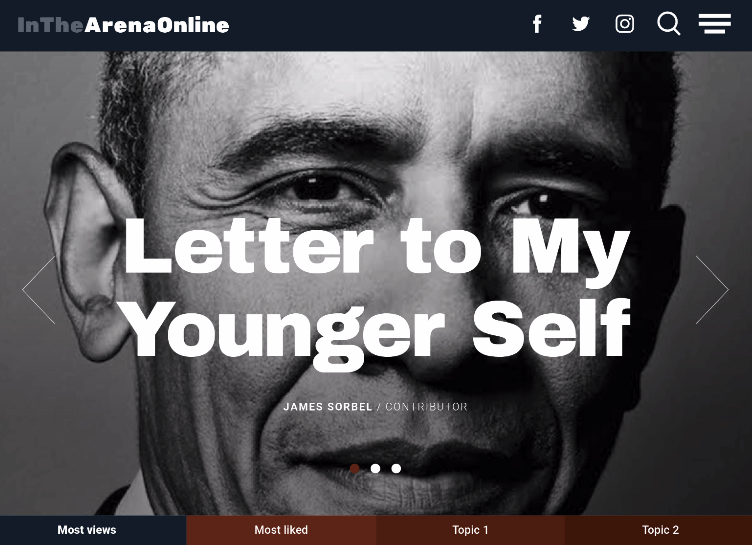 InTheArenaOnline
Letter to My
Younger Self
JAMES SORBEL / CONTRIBUTOR
Most views
Most liked
Topic 1
Topic 2